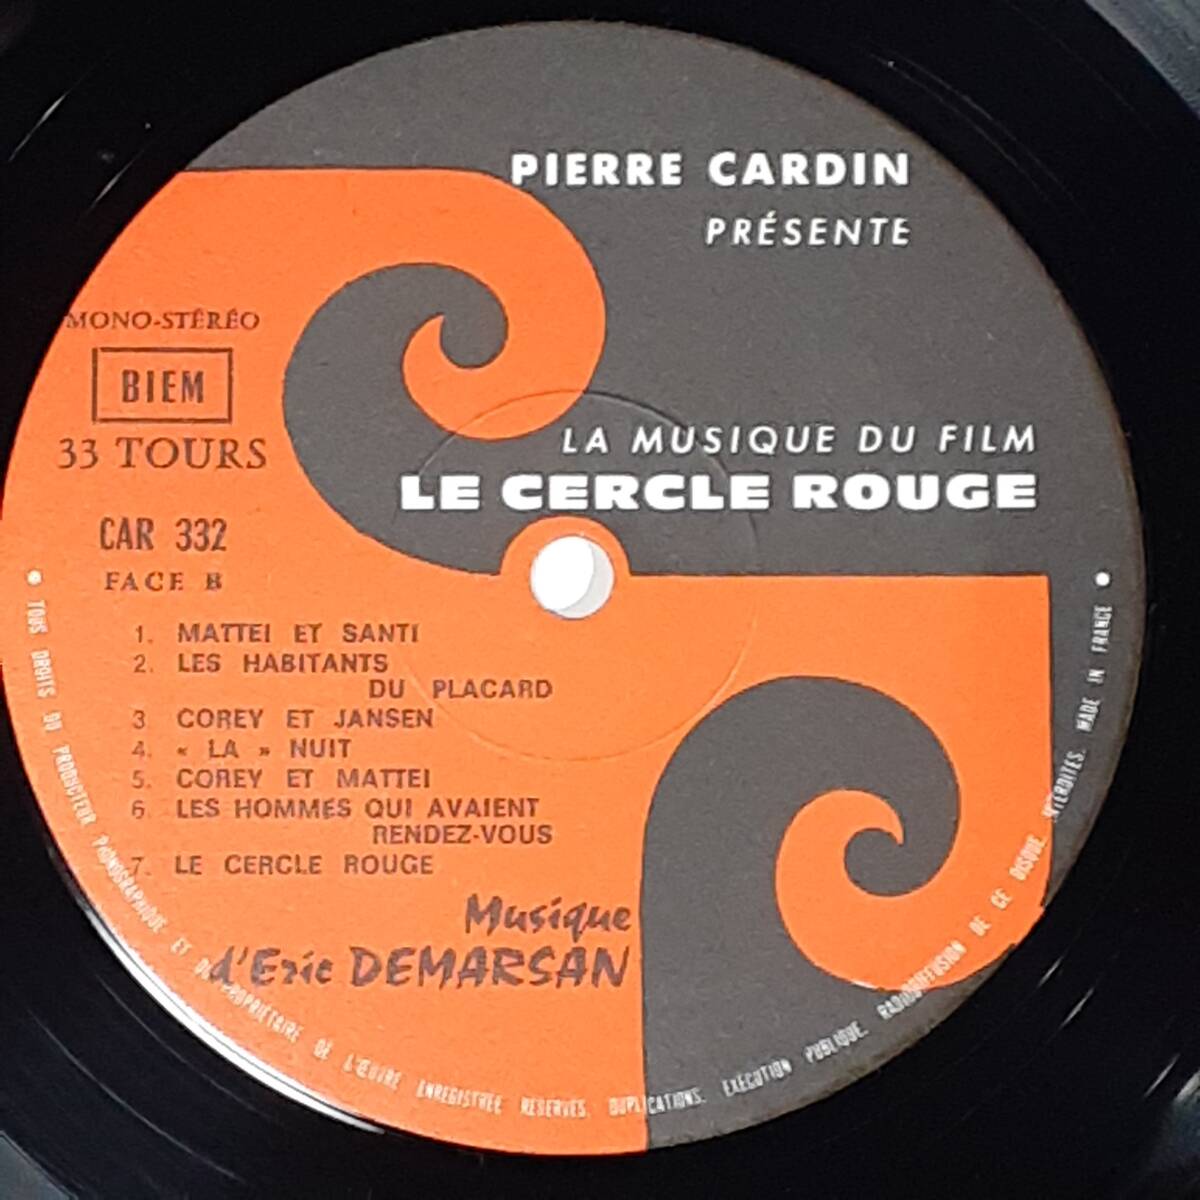 PIERRE CARDIN
PRÉSENTE
MONO-STÉRÉO
BIEM
33 TOURS
LA MUSIQUE DU FILM
LE CERCLE ROUGE
CAR 332
FACE B
1. MATTEI ET SANTI
2. LES HABITANTS
DU PLACARD
3. COREY ET JANSEN
4. « LA » NUIT
5. COREY ET MATTEI
6. LES HOMMES QUI AVAIENT
RENDEZ-VOUS
7. LE CERCLE ROUGE
Musique
d'Eric DEMARSAN
• TOUS DROITS DU PRODUCTEUR PHONOGRAPHIQUE ET DU PROPRIÉTAIRE DE L'ŒUVRE ENREGISTRÉE RÉSERVÉS. DUPLICATIONS. EXÉCUTION PUBLIQUE. RADIODIFFUSION DE CE DISQUE. INTERDITES. MADE IN FRANCE •